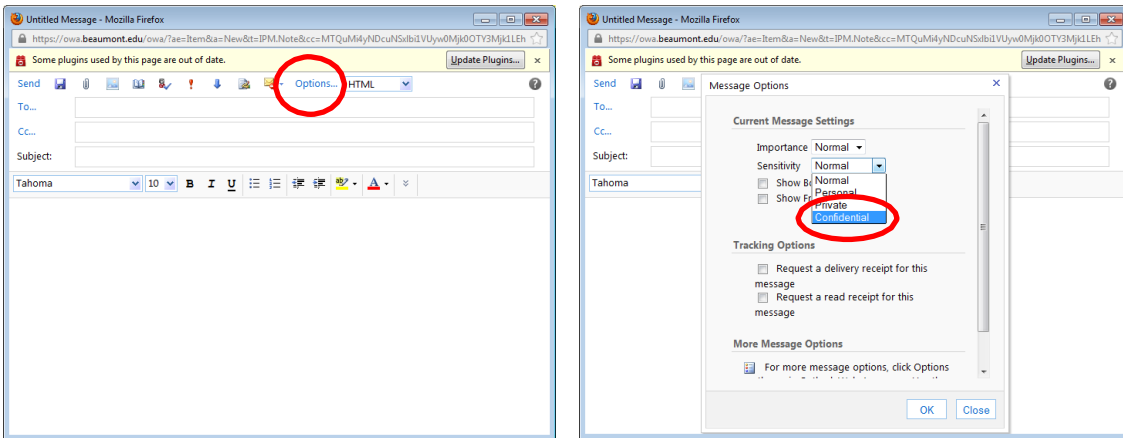 Untitled Message - Mozilla Firefox
https://owa.beaumont.edu/owa/?ae=Item&a=New&t=IPM.Note&cc=MTQuMi4yNDcuNSxlbi1VUyw0Mjk0OTY3Mjk1LEh
Some plugins used by this page are out of date.
Update Plugins...
Send
Options...
HTML
To...
Cc...
Subject:
Tahoma
10
B I U
Untitled Message - Mozilla Firefox
https://owa.beaumont.edu/owa/?ae=Item&a=New&t=IPM.Note&cc=MTQuMi4yNDcuNSxlbi1VUyw0Mjk0OTY3Mjk1LEh
Some plugins used by this page are out of date.
Update Plugins...
Send
To...
Cc...
Subject:
Tahoma
Message Options
Current Message Settings
Importance Normal
Sensitivity Normal
Normal
Show B
Personal
Show Fr
Private
Confidential
Tracking Options
Request a delivery receipt for this
message
Request a read receipt for this
message
More Message Options
For more message options, click Options
OK
Close